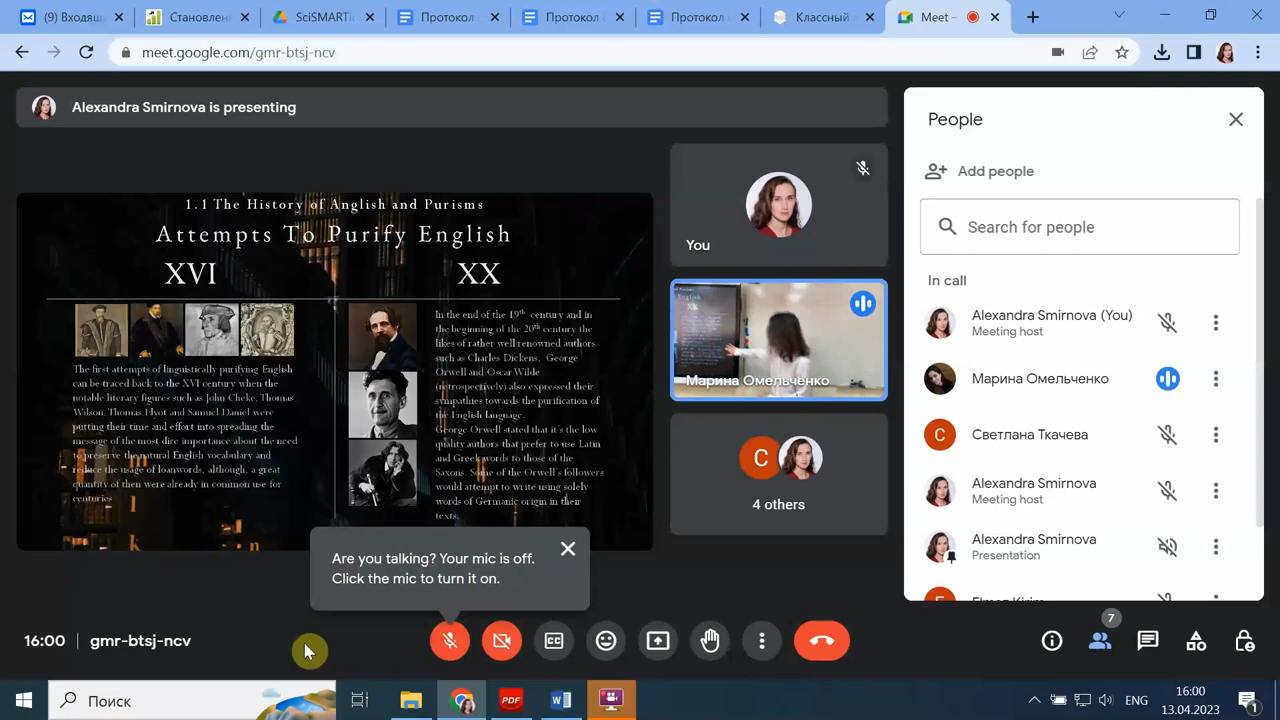 (9) Входящ
Становлен
SciSMARTic
Протокол
Протокол
Протокол
Классный
Meet –
meet.google.com/gmr-btsj-ncv
Alexandra Smirnova is presenting
1.1 The History of Anglish and Purisms
Attempts To Purify English
XVI
XX
The first attempts of linguistically purifying English
can be traced back to the XVI century when the
notable literary figures such as John Cheke, Thomas
Wilson, Thomas Elyot and Samuel Daniel were
putting their time and effort into spreading the
message of the most dire importance about the need
to preserve the natural English vocabulary and
reduce the usage of loanwords, although, a great
quantity of then were already in common use for
centuries
In the end of the 19th century and in
the beginning of the 20th century the
likes of rather well renowned authors
such as Charles Dickens, George
Orwell and Oscar Wilde
(retrospectively) also expressed their
sympathies towards the purification of
the English language.
George Orwell stated that it's the low
quality authors that prefer to use Latin
and Greek words to those of the
Saxons. Some of the Orwell's followers
would attempt to write using solely
words of Germanic origin in their
texts.
You
English
XX
Марина Омельченко
C
4 others
People
Add people
Search for people
In call
Alexandra Smirnova (You)
Meeting host
Марина Омельченко
C
Светлана Ткачева
Alexandra Smirnova
Meeting host
Alexandra Smirnova
Presentation
Elmaz Kirim
Are you talking? Your mic is off.
Click the mic to turn it on.
16:00
gmr-btsj-ncv
7
Поиск
PDF
ENG
16:00
13.04.2023
1